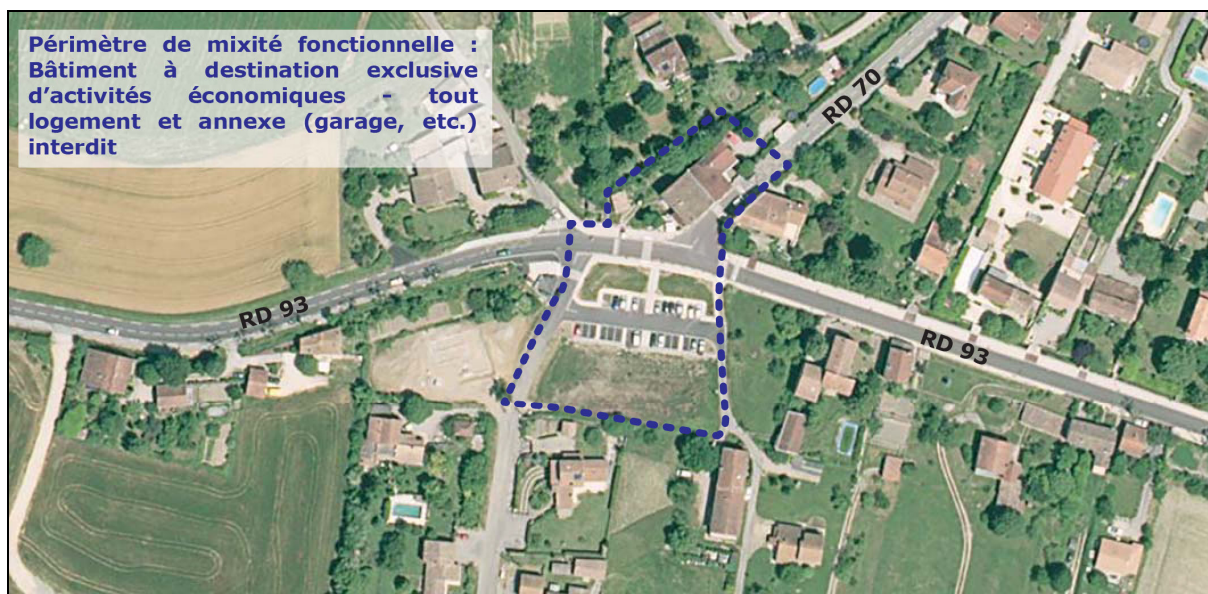 Périmètre de mixité fonctionnelle :
Bâtiment à destination exclusive
d'activités économiques - tout
logement et annexe (garage, etc.)
interdit
RD 70
RD 93
RD 93